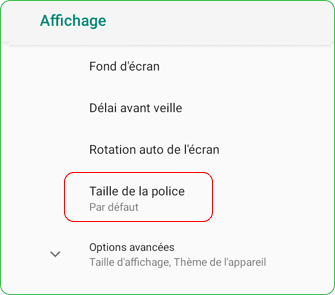 Affichage
Fond d'écran
Délai avant veille
Rotation auto de l'écran
Taille de la police
Par défaut
Options avancées
Taille d'affichage, Thème de l'appareil